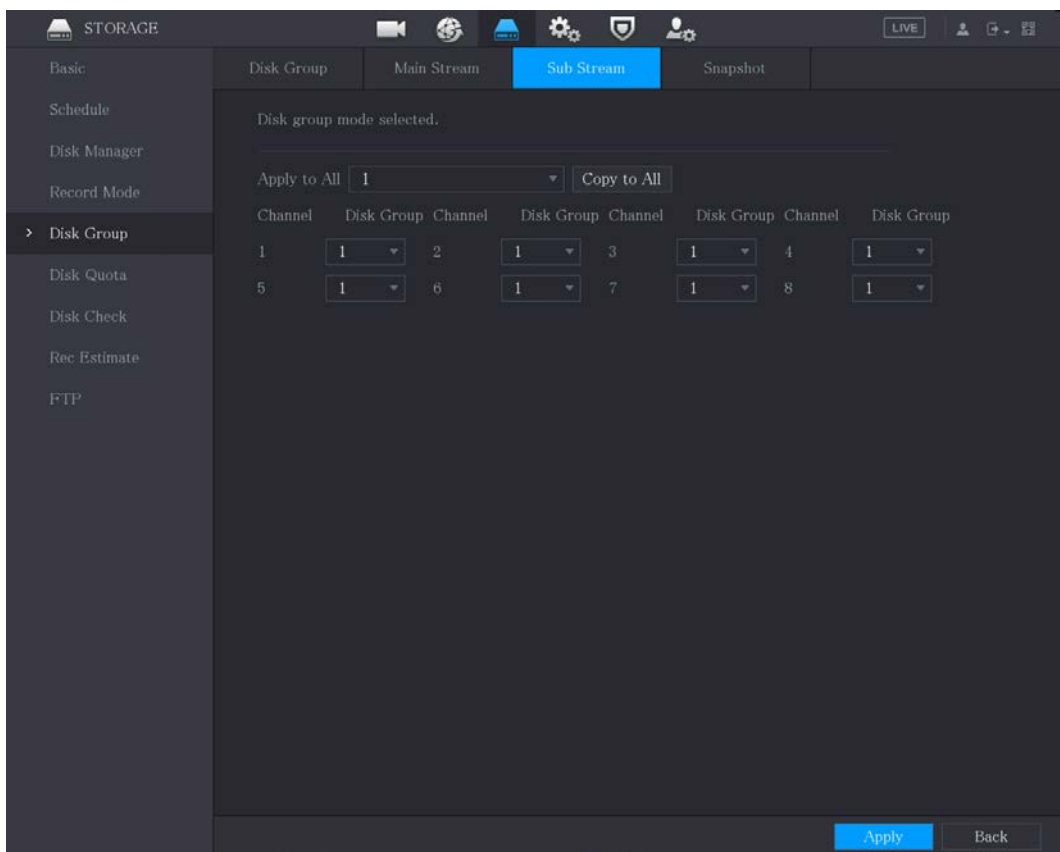 STORAGE LIVE
Basic
Schedule
Disk Manager
Record Mode
> Disk Group
Disk Quota
Disk Check
Rec Estimate
FTP
Disk Group Main Stream Sub Stream Snapshot
Disk group mode selected.
Apply to All 1 Copy to All
Channel Disk Group Channel Disk Group Channel Disk Group Channel Disk Group
1 1 2 1 3 1 4 1
5 1 6 1 7 1 8 1
Apply Back